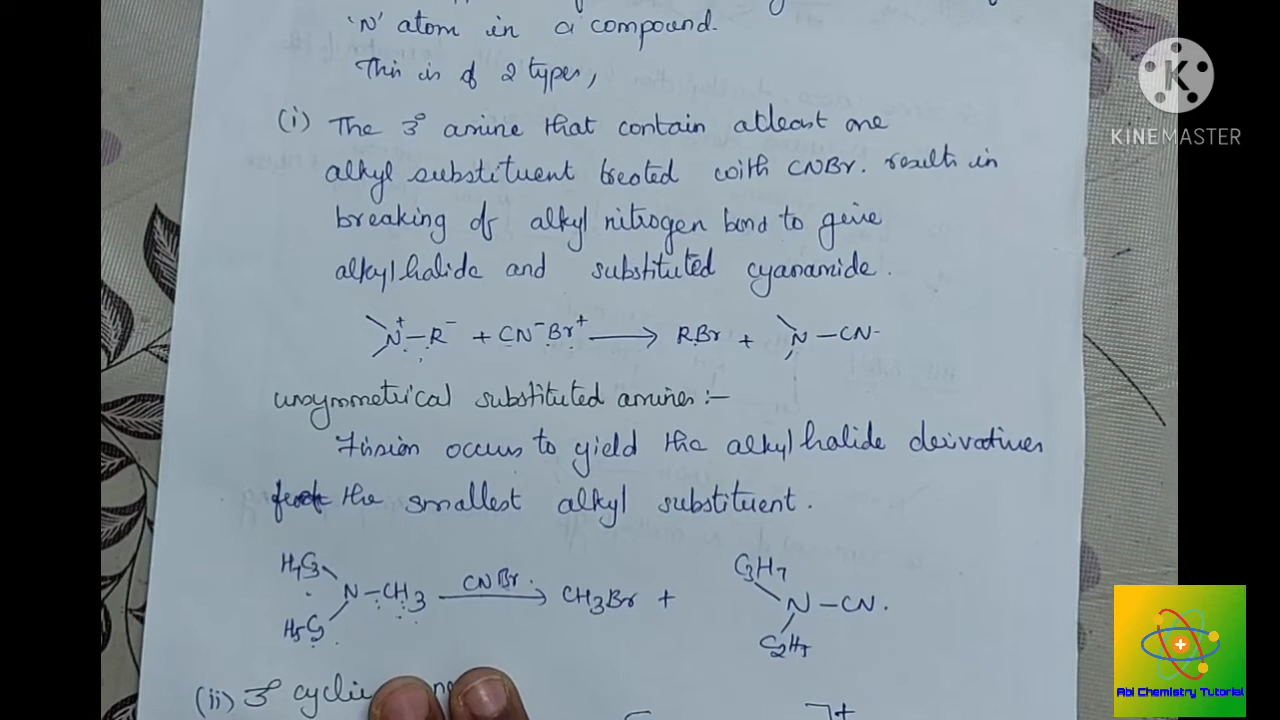 'N' atom in a compound.
This is of 2 types,
(i) The 3° amine that contain atleast one
alkyl substituent treated with CNBr. results in
breaking of alkyl nitrogen bond to give
alkyl halide and substituted cyanamide.
N⁺–R⁻ + CN⁻Br⁺ ⟶ RBr + N–CN
unsymmetrical substituted amines:–
Fission occurs to yield the alkyl halide derivatives
the smallest alkyl substituent.
H7C3 H5C2 N–CH3 CNBr ⟶ CH3Br + C3H7 C2H5 N–CN.
(ii) 3° cyclic
K
KINEMASTER
Abi Chemistry Tutorial